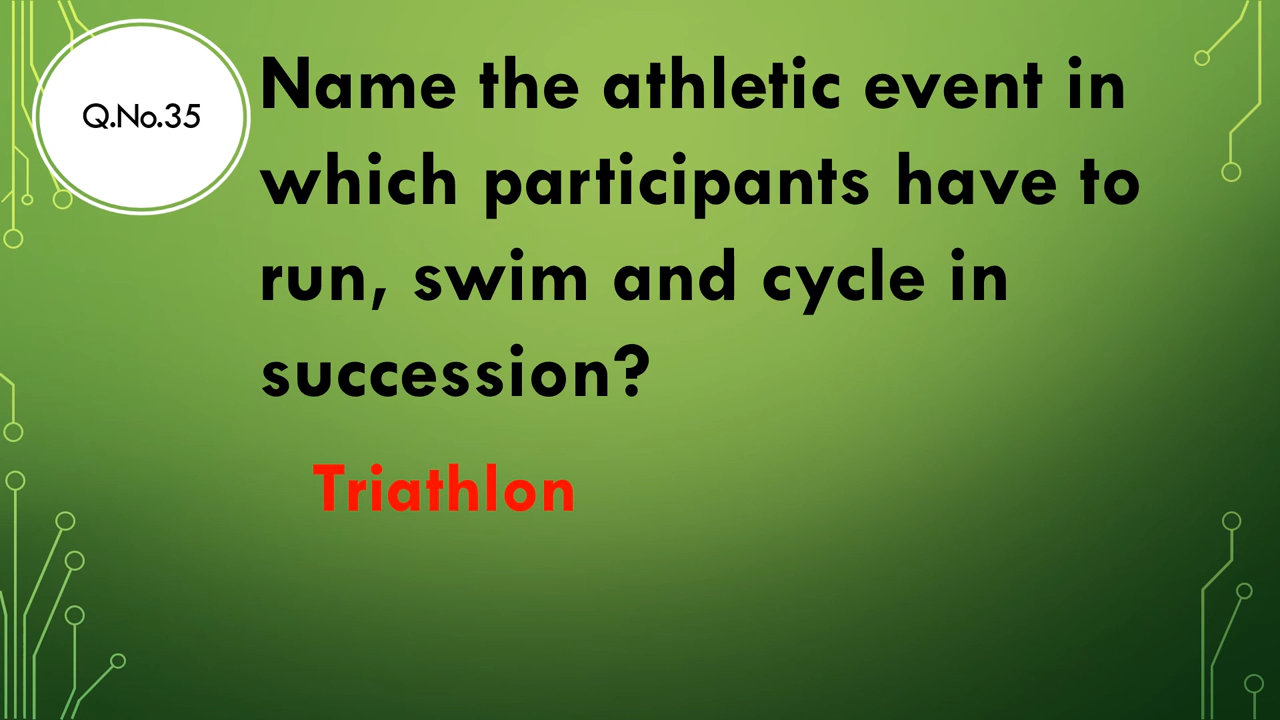 Q.No.35
Name the athletic event in
which participants have to
run, swim and cycle in
succession?
Triathlon